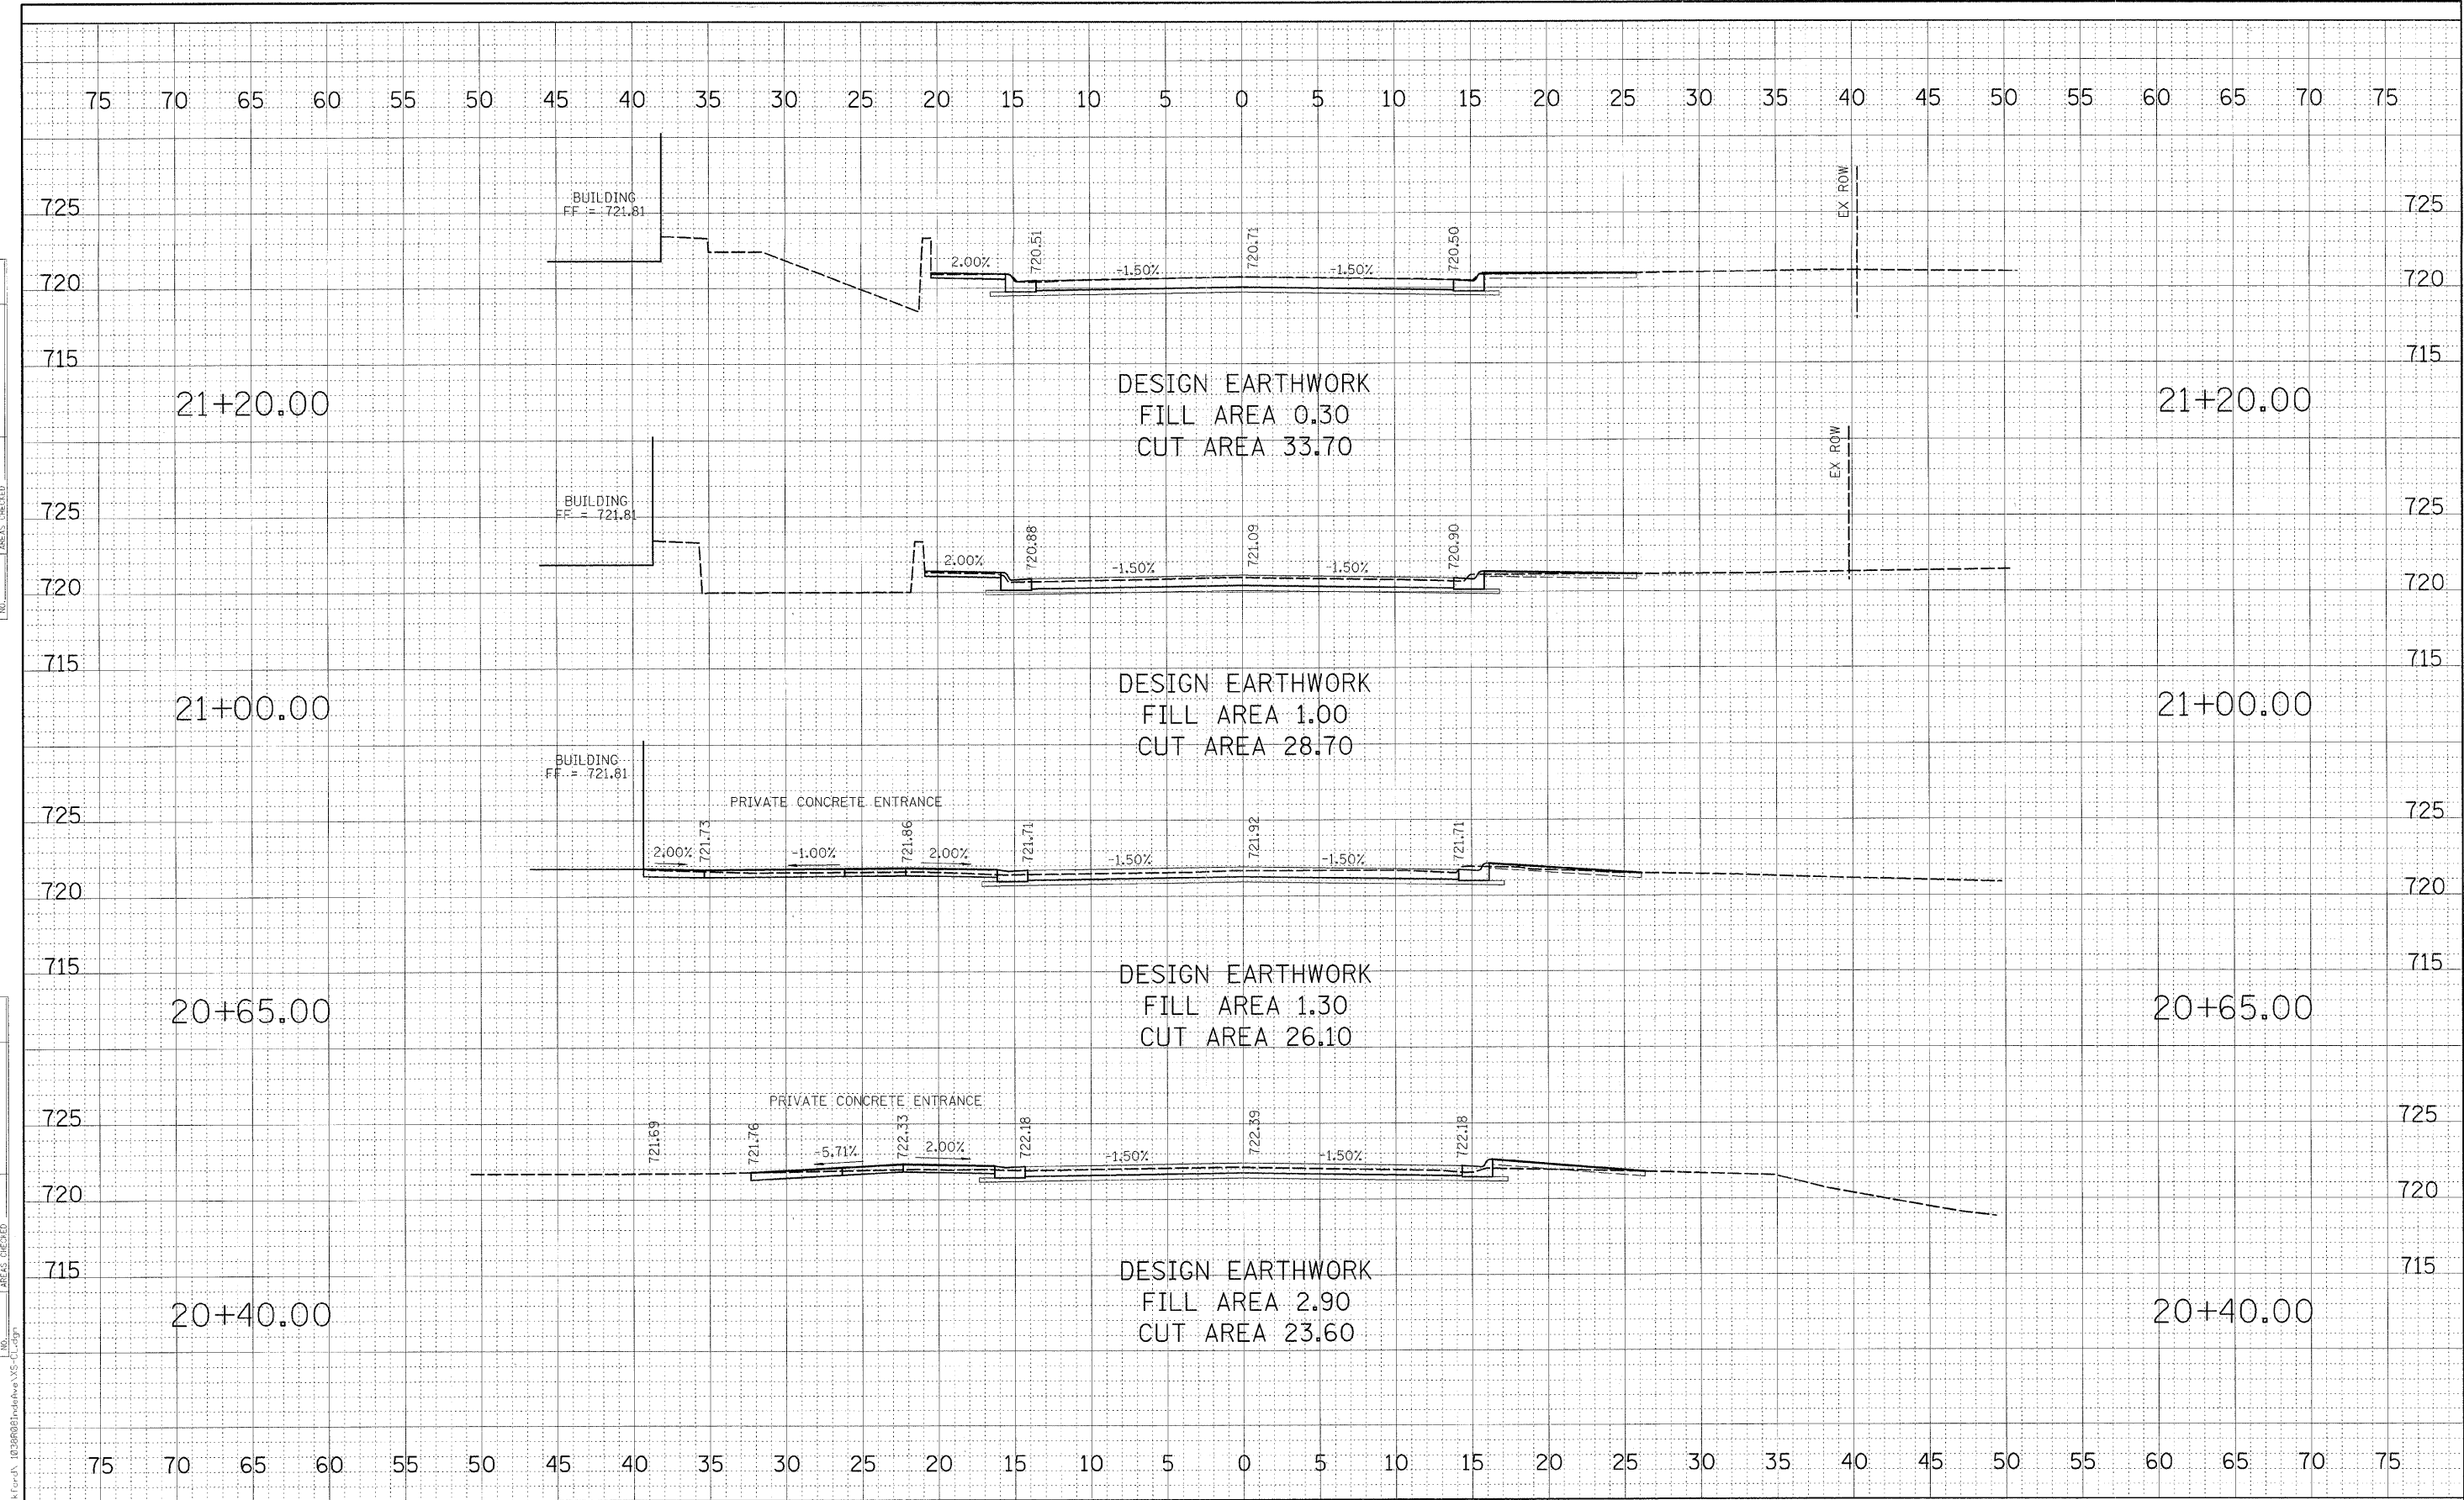 75 70 65 60 55 50 45 40 35 30 25 20 15 10 5 0 5 10 15 20 25 30 35 40 45 50 55 60 65 70 75
EX ROW
BUILDING
FF = 721.81
725 725
720.51 720.71 720.50
2.00% -1.50% -1.50%
720 720
715 715
DESIGN EARTHWORK
21+20.00 21+20.00
FILL AREA 0.30
CUT AREA 33.70
EX ROW
BUILDING
FF = 721.81
725 725
720.88 721.09 720.90
2.00% -1.50% -1.50%
720 720
715 715
DESIGN EARTHWORK
21+00.00 21+00.00
FILL AREA 1.00
CUT AREA 28.70
BUILDING
FF = 721.81
PRIVATE CONCRETE ENTRANCE
725 725
721.73 721.86 721.71 721.92 721.71
2.00% -1.00% 2.00% -1.50% -1.50%
720 720
715 715
DESIGN EARTHWORK
FILL AREA 1.30
20+65.00 20+65.00
CUT AREA 26.10
PRIVATE CONCRETE ENTRANCE
725 725
721.69 721.76 722.33 722.18 722.39 722.18
-5.71% 2.00% -1.50% -1.50%
720 720
715 715
DESIGN EARTHWORK
FILL AREA 2.90
20+40.00 20+40.00
CUT AREA 23.60
75 70 65 60 55 50 45 40 35 30 25 20 15 10 5 0 5 10 15 20 25 30 35 40 45 50 55 60 65 70 75
AREAS CHECKED
NO.
AREAS CHECKED
NO.